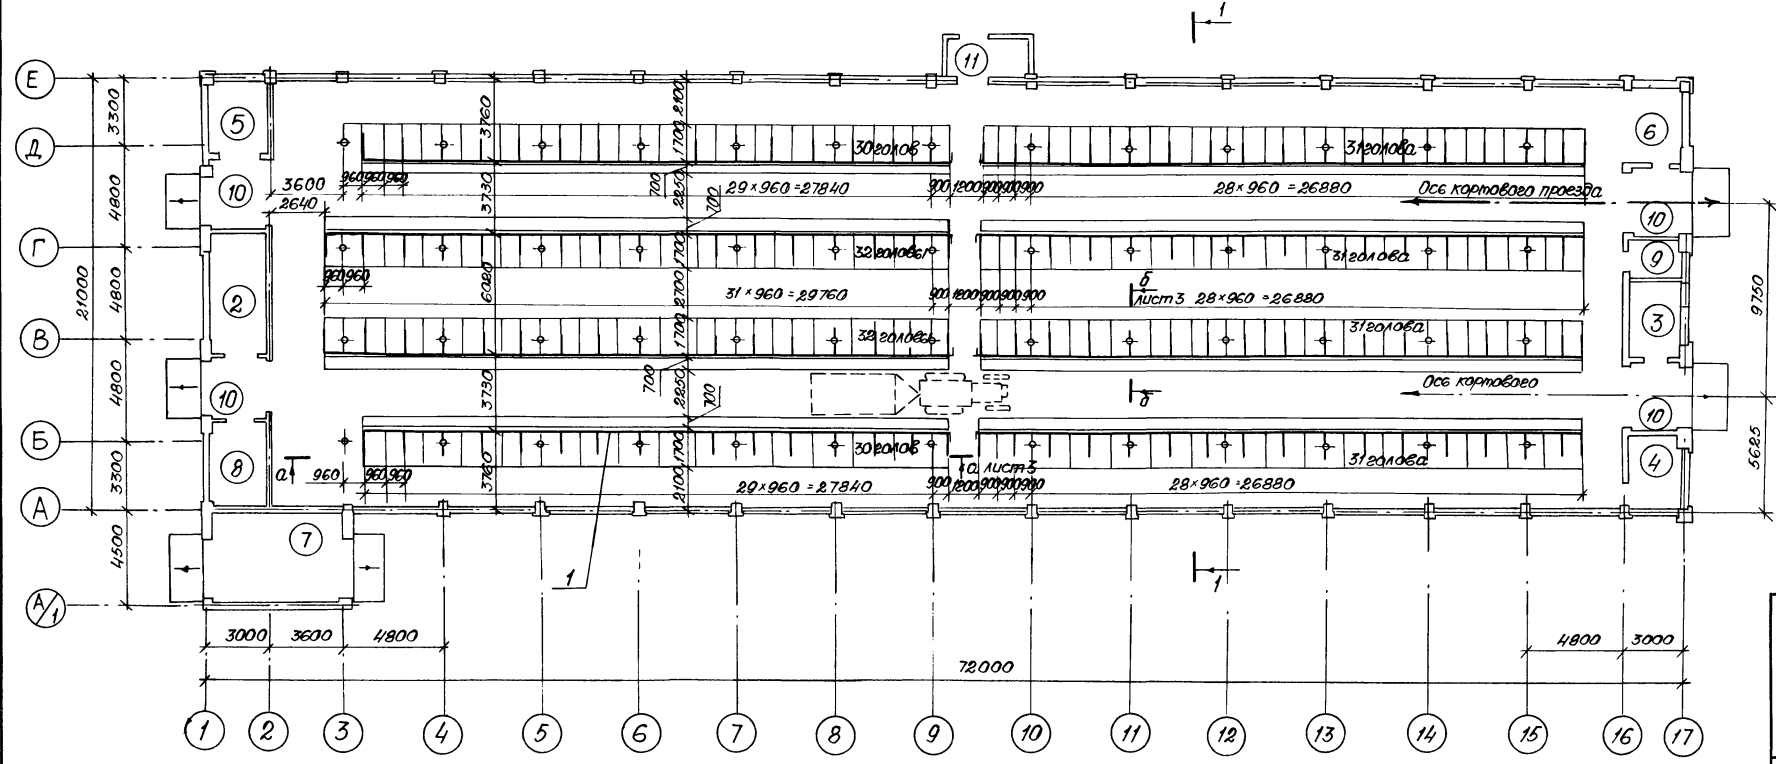 1
11
Е
3300
5
3760
1700 2100
6
Д
30 голов
31 голова
4800
10
3600
960 960 960
3730
700
2250
700
29 × 960 = 27840
900 1200 900 900 900
28 × 960 = 26880
Ось кормового проезда
2640
10
Г
32 головы
31 голова
9
21000
4800
2
960 960
6080
2700 1700
31 × 960 = 29760
900 1200 900 900 900
б
лист 3
28 × 960 = 26880
9750
3
В
1700
32 головы
31 голова
4800
10
3730
700
2250
700
б
Ось кормового
10
Б
30 голов
31 голова
5625
3300
8
а
960
960 960
3760
2100 1700
29 × 960 = 27840
а лист 3
900 1200 900 900 900
28 × 960 = 26880
4
А
4500
7
1
1
А/1
3000
3600
4800
4800
3000
72000
1 2 3 4 5 6 7 8 9 10 11 12 13 14 15 16 17